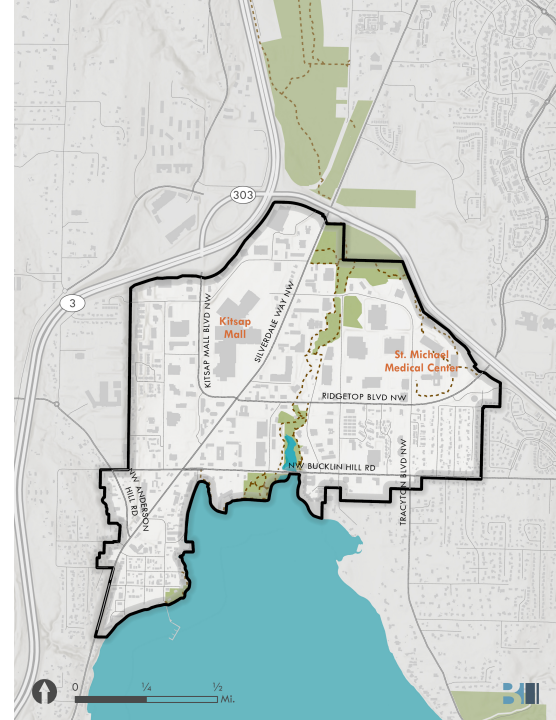 303
3
KITSAP MALL BLVD NW
SILVERDALE WAY NW
Kitsap
Mall
St. Michael
Medical Center
RIDGETOP BLVD NW
NW BUCKLIN HILL RD
TRACYTON BLVD NW
NW ANDERSON
HILL RD
0
¼
½
Mi.